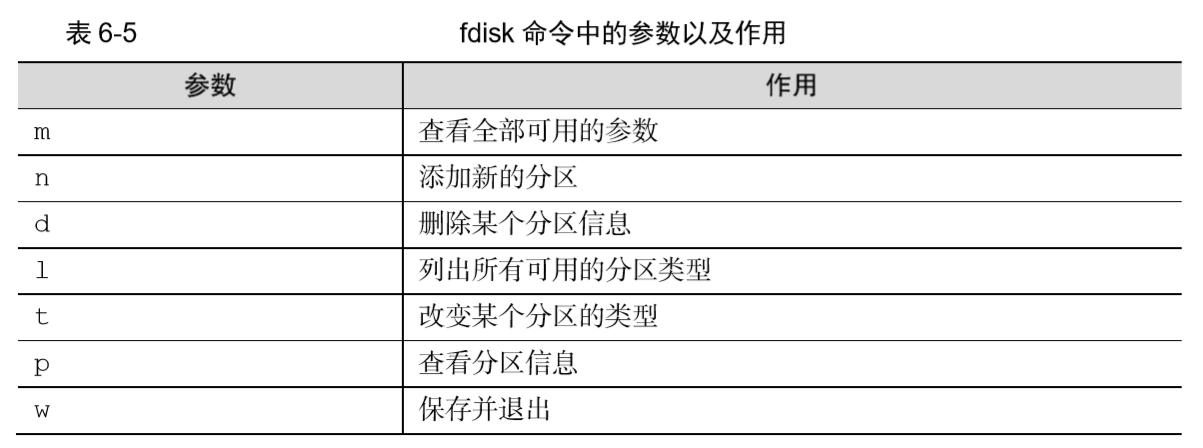 表 6-5 fdisk 命令中的参数以及作用
参数 作用
m 查看全部可用的参数
n 添加新的分区
d 删除某个分区信息
l 列出所有可用的分区类型
t 改变某个分区的类型
p 查看分区信息
w 保存并退出